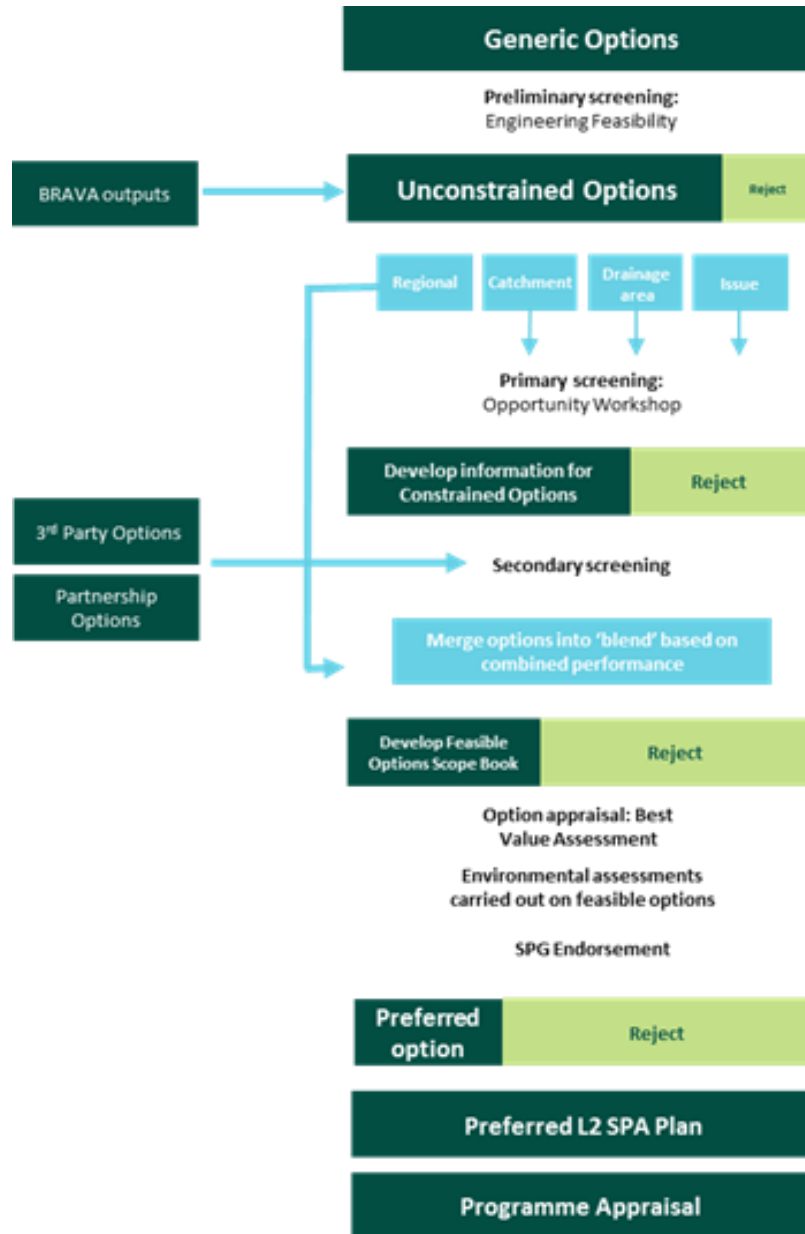 Generic Options
Preliminary screening:
Engineering Feasibility
BRAVA outputs
Unconstrained Options
Reject
Regional
Catchment
Drainage
area
Issue
Primary screening:
Opportunity Workshop
Develop information for
Constrained Options
Reject
3rd Party Options
Partnership
Options
Secondary screening
Merge options into ‘blend’ based on
combined performance
Develop Feasible
Options Scope Book
Reject
Option appraisal: Best
Value Assessment
Environmental assessments
carried out on feasible options
SPG Endorsement
Preferred
option
Reject
Preferred L2 SPA Plan
Programme Appraisal